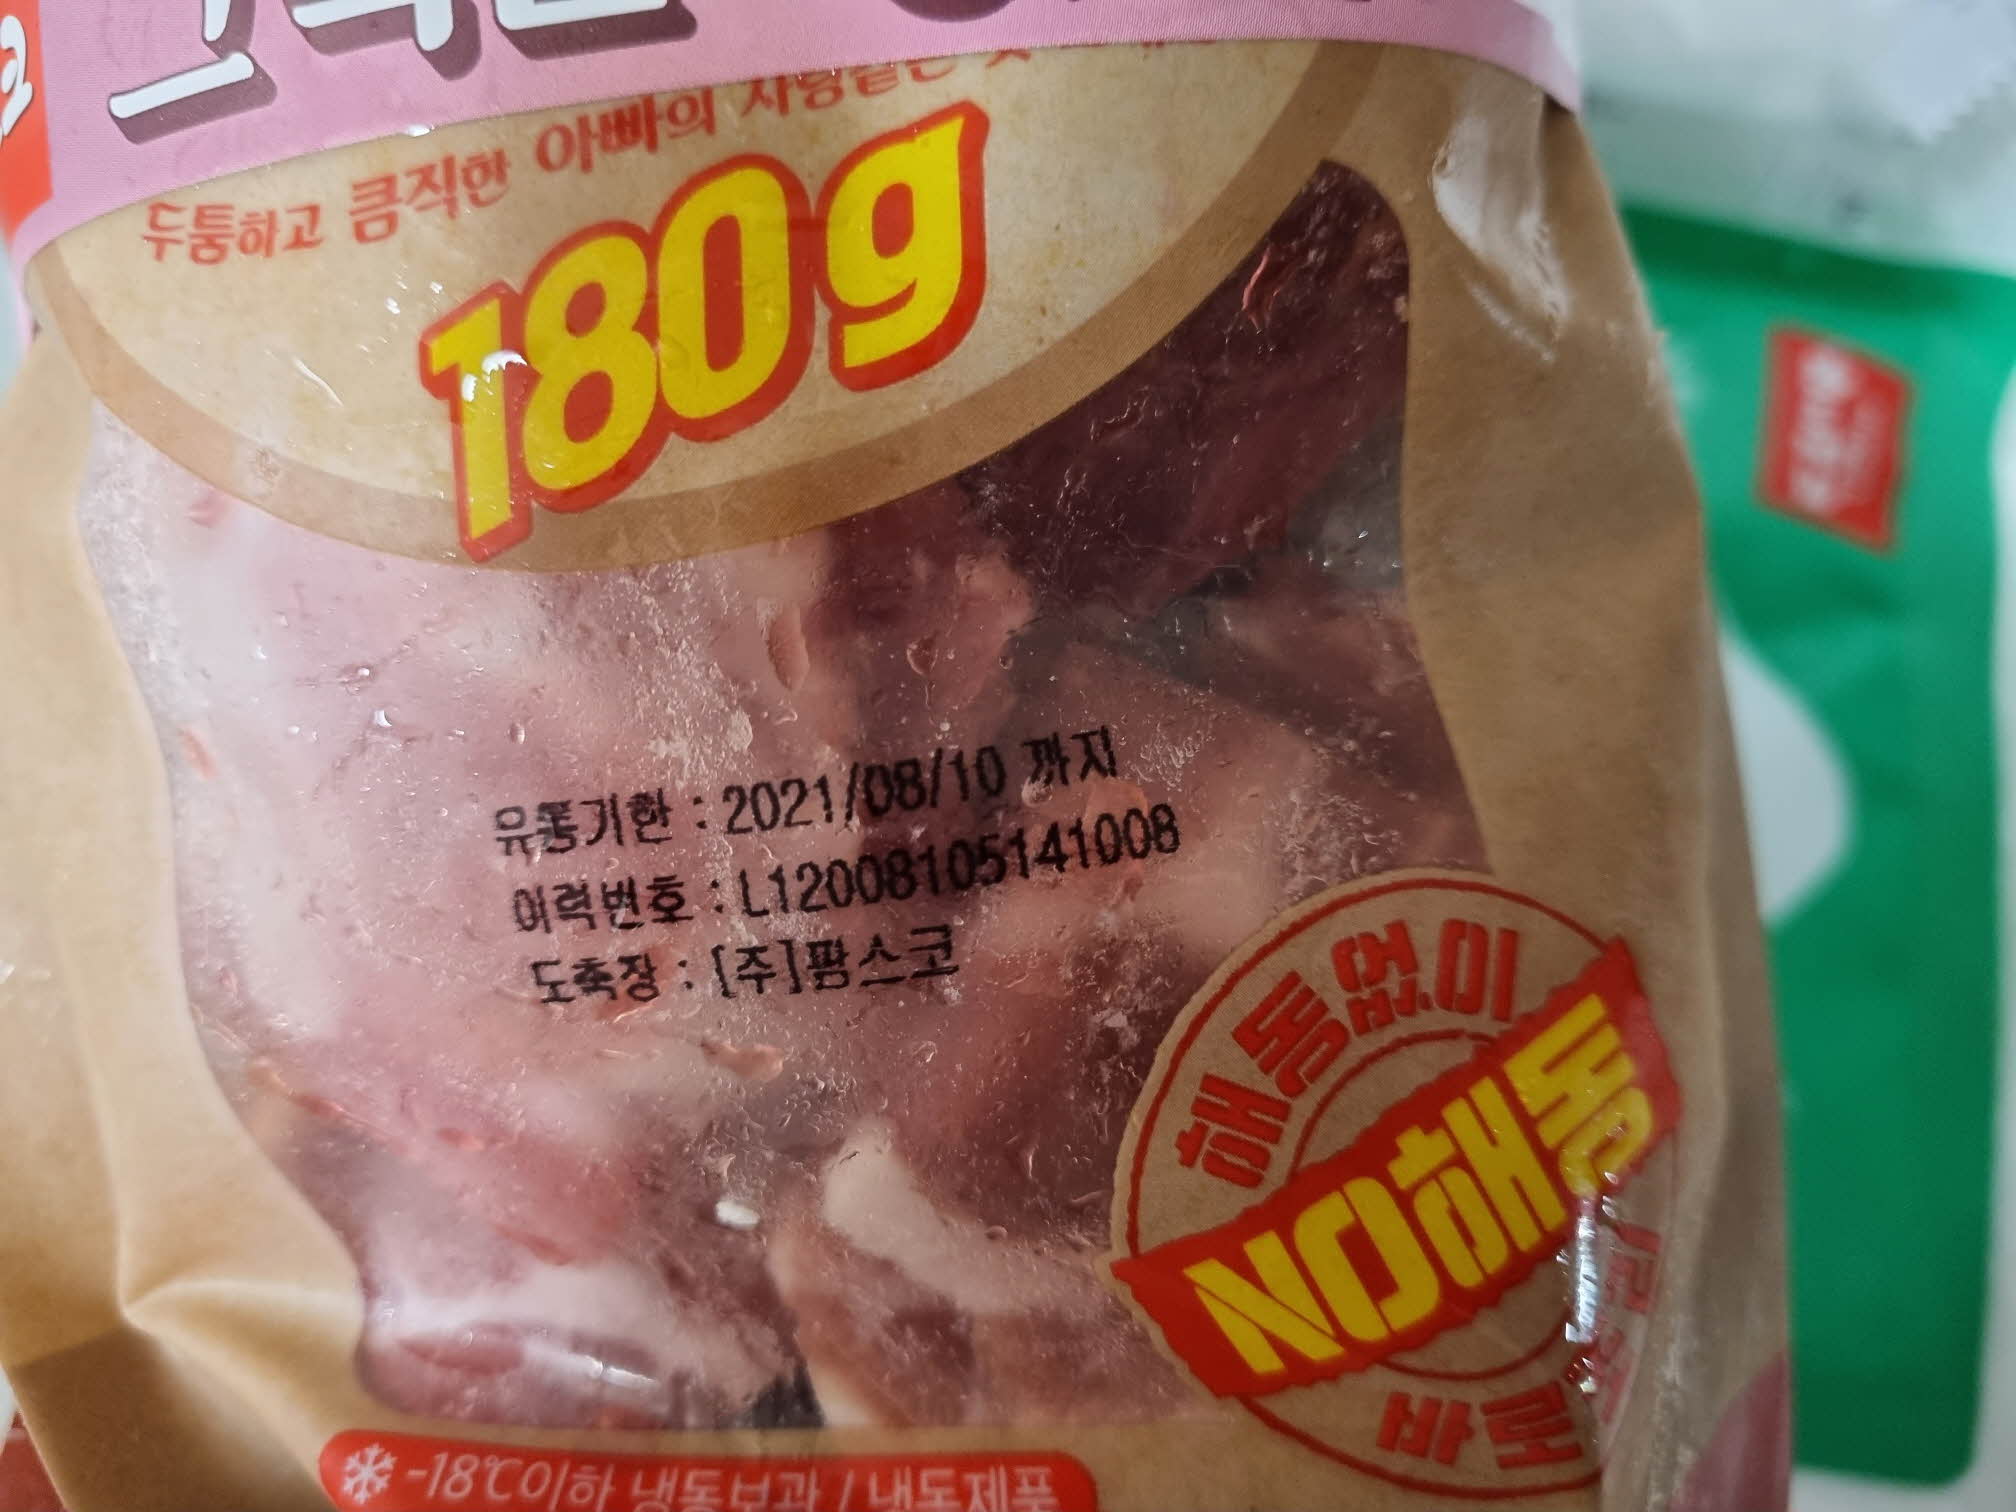 두툼하고 큼직한 아빠의 사랑같은
180g
유통기한 : 2021/08/10 까지
이력번호 : L12008105141008
도축장 : [주]팜스코
해동없이
NO해동
바로
-18℃이하 냉동보관 / 냉동제품